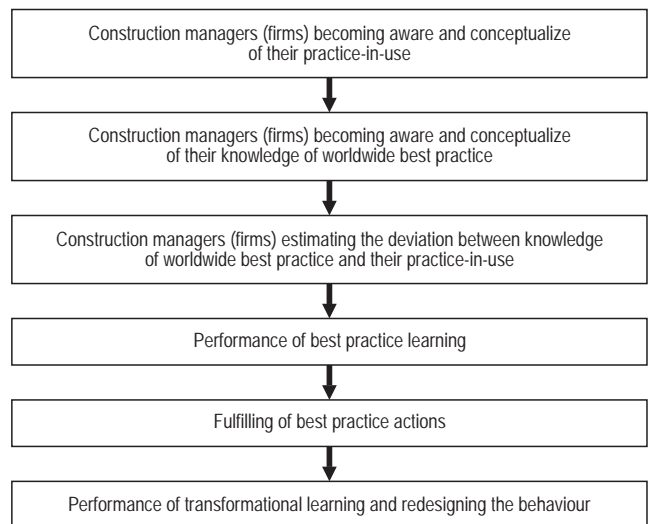 Construction managers (firms) becoming aware and conceptualize
of their practice-in-use
Construction managers (firms) becoming aware and conceptualize
of their knowledge of worldwide best practice
Construction managers (firms) estimating the deviation between knowledge
of worldwide best practice and their practice-in-use
Performance of best practice learning
Fulfilling of best practice actions
Performance of transformational learning and redesigning the behaviour